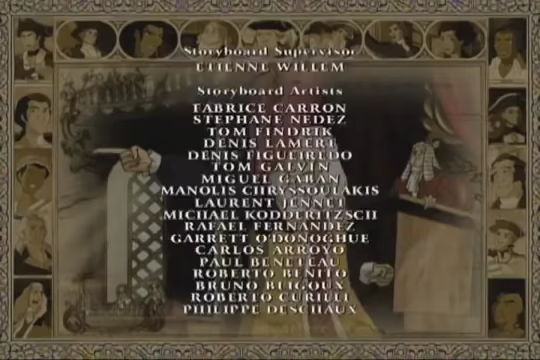 Storyboard Supervisor
ETIENNE WILLEM
Storyboard Artists
FABRICE CARRON
STEPHANE NEDEZ
TOM FINDRIK
DENIS LAMERT
DENIS FIGUEIREDO
TOM GALVIN
MIGUEL GABAN
MANOLIS CHRYSSOULAKIS
LAURENT JENNET
MICHAEL KODDERITZSCH
RAFAEL FERNANDEZ
GARRETT O'DONOGHUE
CARLOS ARROYO
PAUL BENETEAU
ROBERTO BENITO
BRUNO
ROBERTO CURILLI
PHILIPPE DESCHAUX